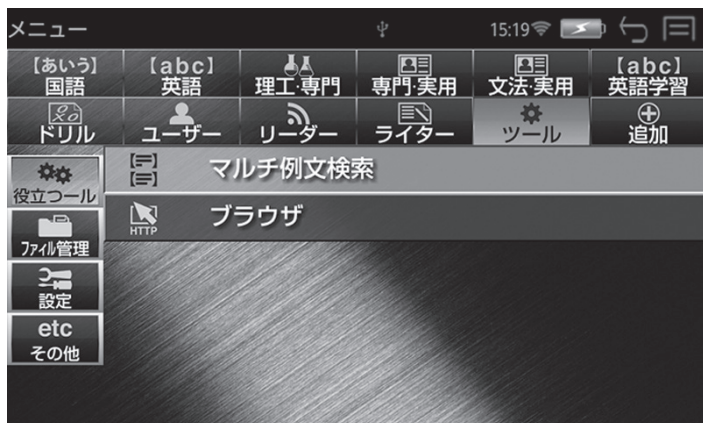 メニュー 15:19
【あいう】 【abc】 【abc】
国語 英語 理工·専門 専門·実用 文法·実用 英語学習
ドリル ユーザー リーダー ライター ツール 追加
役立つール
マルチ例文検索
HTTP ブラウザ
ファイル管理
設定
etc
その他